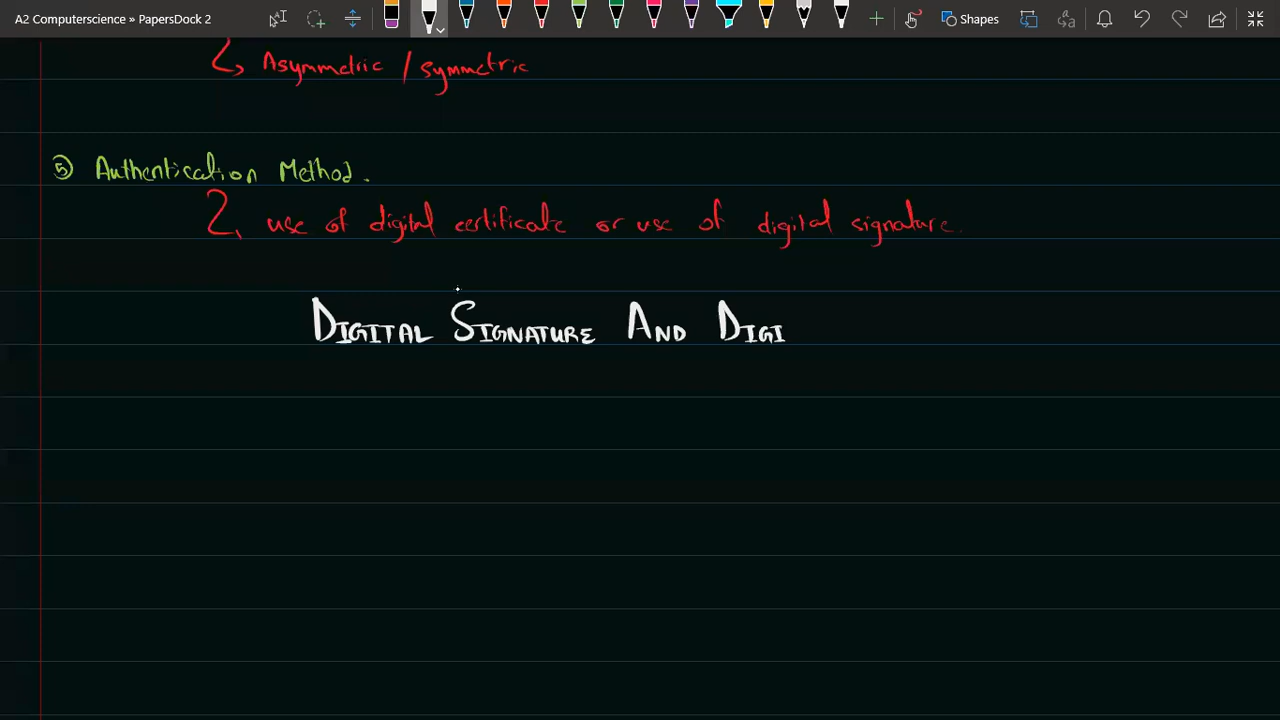 A2 Computerscience » PapersDock 2
Shapes
Asymmetric / symmetric
⑤ Authentication Method.
use of digital certificate or use of digital signature.
DIGITAL SIGNATURE AND DIGI